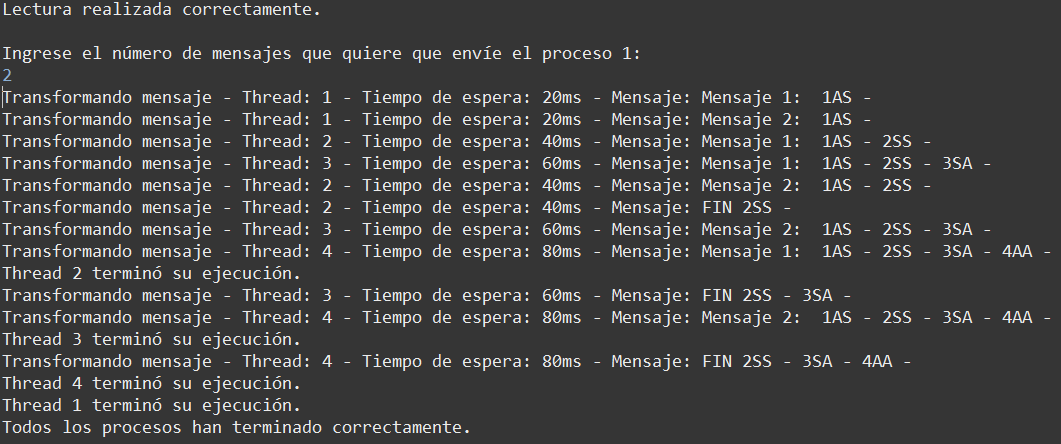 Lectura realizada correctamente.
Ingrese el número de mensajes que quiere que envíe el proceso 1:
2
Transformando mensaje - Thread: 1 - Tiempo de espera: 20ms - Mensaje: Mensaje 1:  1AS -
Transformando mensaje - Thread: 1 - Tiempo de espera: 20ms - Mensaje: Mensaje 2:  1AS -
Transformando mensaje - Thread: 2 - Tiempo de espera: 40ms - Mensaje: Mensaje 1:  1AS - 2SS -
Transformando mensaje - Thread: 3 - Tiempo de espera: 60ms - Mensaje: Mensaje 1:  1AS - 2SS - 3SA -
Transformando mensaje - Thread: 2 - Tiempo de espera: 40ms - Mensaje: Mensaje 2:  1AS - 2SS -
Transformando mensaje - Thread: 2 - Tiempo de espera: 40ms - Mensaje: FIN 2SS -
Transformando mensaje - Thread: 3 - Tiempo de espera: 60ms - Mensaje: Mensaje 2:  1AS - 2SS - 3SA -
Transformando mensaje - Thread: 4 - Tiempo de espera: 80ms - Mensaje: Mensaje 1:  1AS - 2SS - 3SA - 4AA -
Thread 2 terminó su ejecución.
Transformando mensaje - Thread: 3 - Tiempo de espera: 60ms - Mensaje: FIN 2SS - 3SA -
Transformando mensaje - Thread: 4 - Tiempo de espera: 80ms - Mensaje: Mensaje 2:  1AS - 2SS - 3SA - 4AA -
Thread 3 terminó su ejecución.
Transformando mensaje - Thread: 4 - Tiempo de espera: 80ms - Mensaje: FIN 2SS - 3SA - 4AA -
Thread 4 terminó su ejecución.
Thread 1 terminó su ejecución.
Todos los procesos han terminado correctamente.